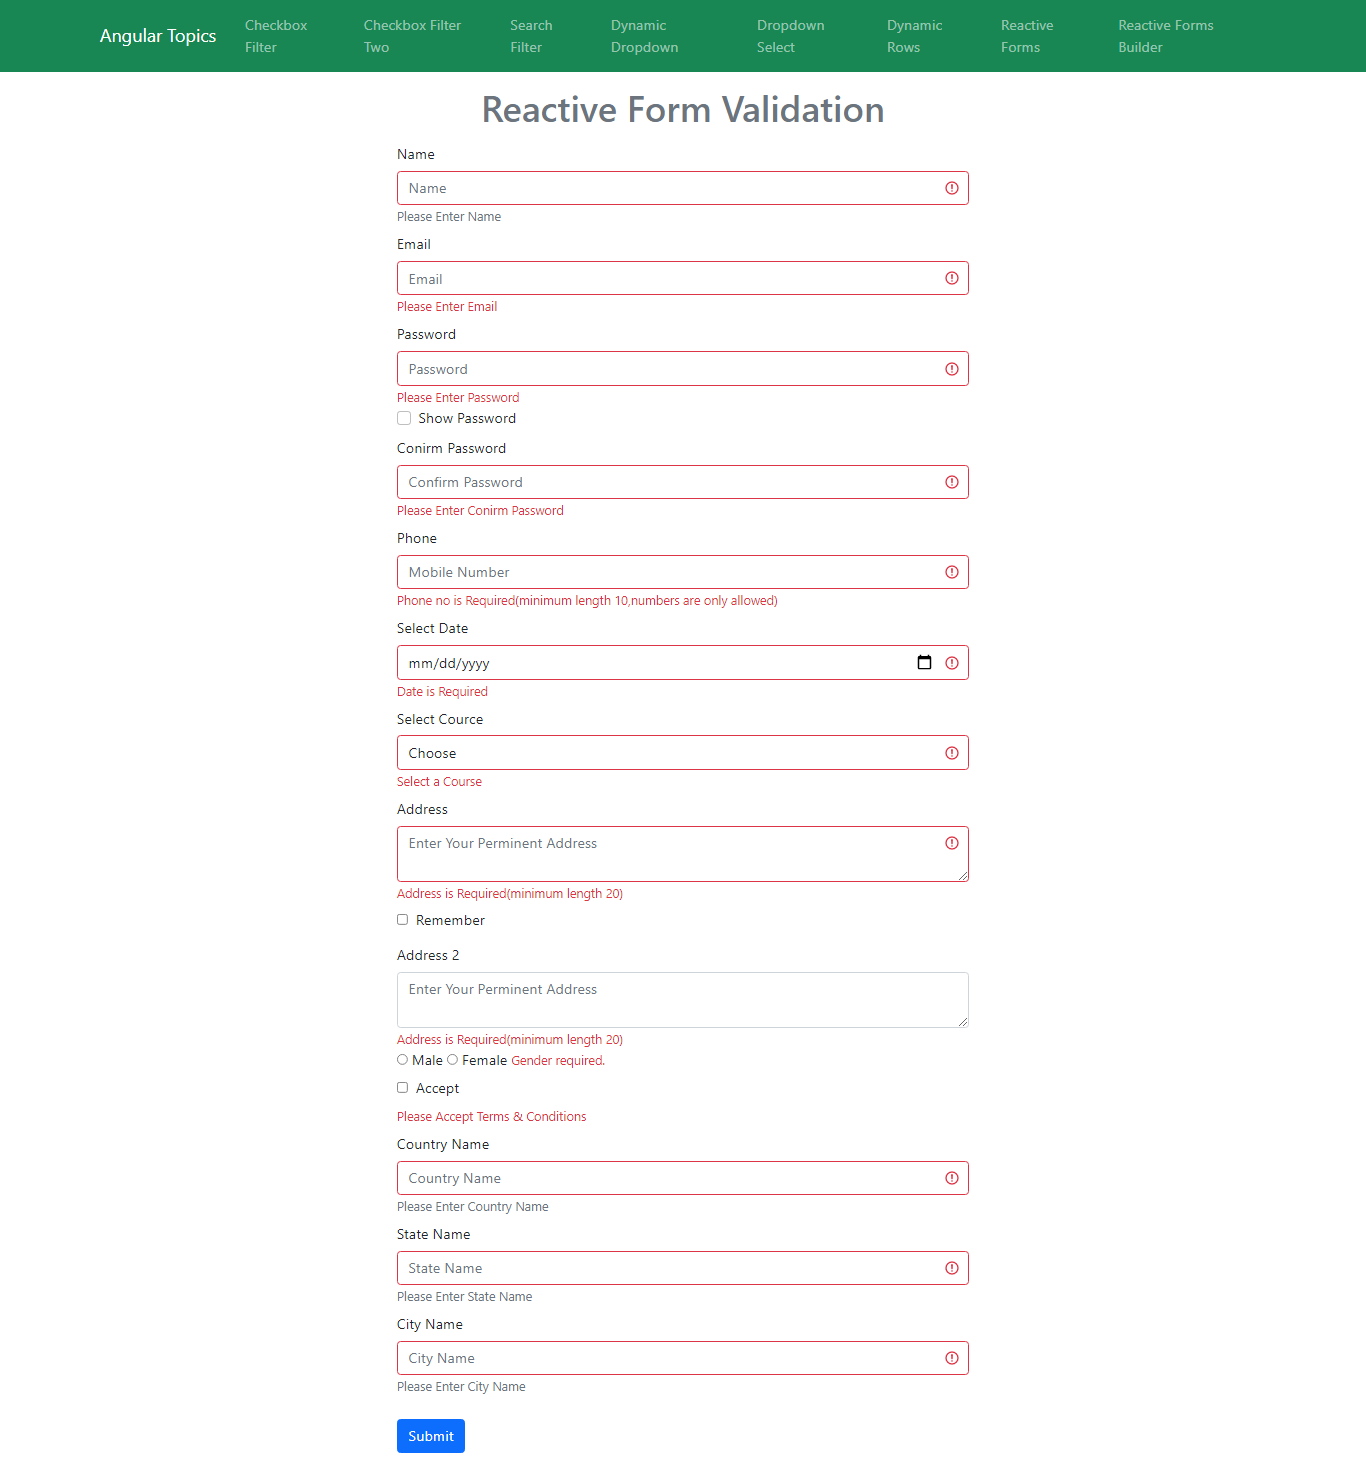 Angular Topics
Checkbox Filter
Checkbox Filter Two
Search Filter
Dynamic Dropdown
Dropdown Select
Dynamic Rows
Reactive Forms
Reactive Forms Builder
Reactive Form Validation
Name
Name
Please Enter Name
Email
Email
Please Enter Email
Password
Password
Please Enter Password
Show Password
Conirm Password
Confirm Password
Please Enter Conirm Password
Phone
Mobile Number
Phone no is Required(minimum length 10,numbers are only allowed)
Select Date
mm/dd/yyyy
Date is Required
Select Cource
Choose
Select a Course
Address
Enter Your Perminent Address
Address is Required(minimum length 20)
Remember
Address 2
Enter Your Perminent Address
Address is Required(minimum length 20)
Male Female Gender required.
Accept
Please Accept Terms & Conditions
Country Name
Country Name
Please Enter Country Name
State Name
State Name
Please Enter State Name
City Name
City Name
Please Enter City Name
Submit